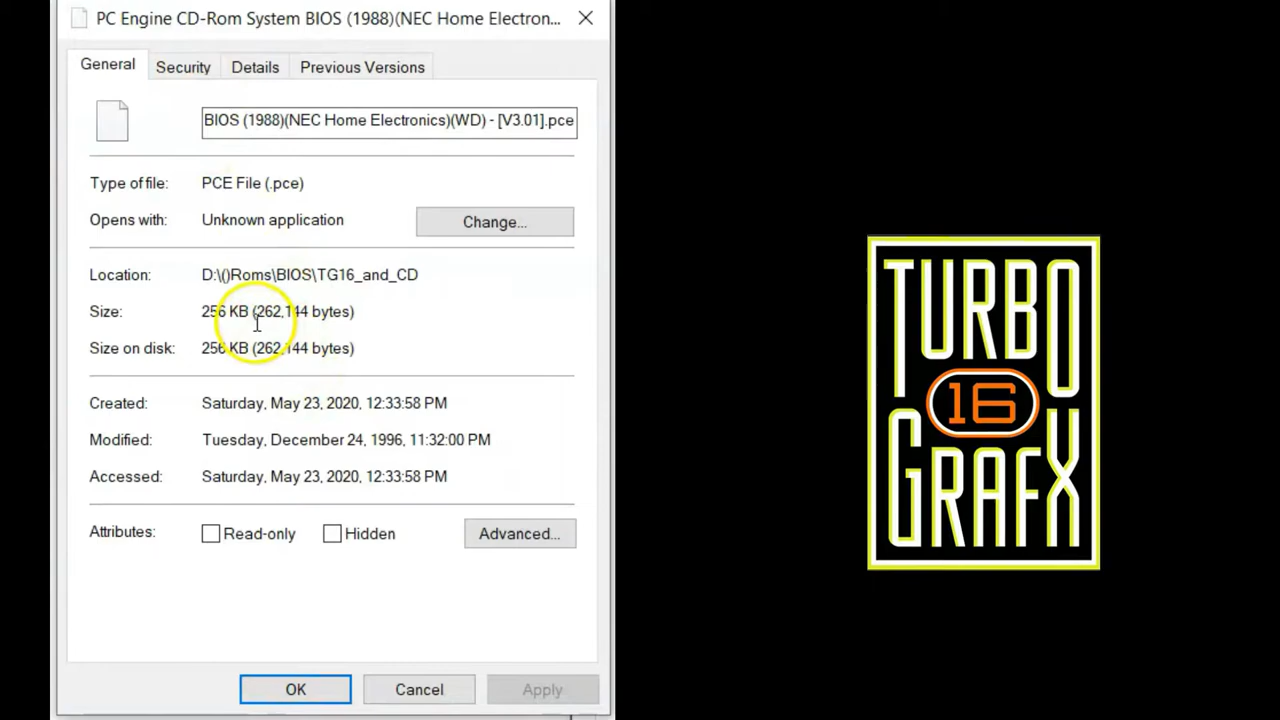 PC Engine CD-Rom System BIOS (1988)(NEC Home Electron...
General Security Details Previous Versions
BIOS (1988)(NEC Home Electronics)(WD) - [V3.01].pce
Type of file: PCE File (.pce)
Opens with: Unknown application Change...
Location: D:\()Roms\BIOS\TG16_and_CD
Size: 256 KB (262,144 bytes)
Size on disk: 256 KB (262,144 bytes)
Created: Saturday, May 23, 2020, 12:33:58 PM
Modified: Tuesday, December 24, 1996, 11:32:00 PM
Accessed: Saturday, May 23, 2020, 12:33:58 PM
Attributes: Read-only Hidden Advanced...
OK Cancel Apply
TURBO
16
GRAFX